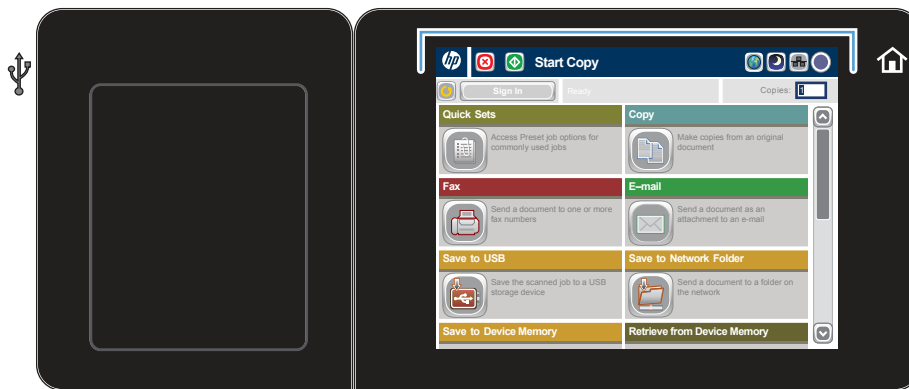 hp
Start Copy
Sign In
Ready
Copies: 1
Quick Sets
Access Preset job options for
commonly used jobs
Copy
Make copies from an original
document
Fax
Send a document to one or more
fax numbers
E–mail
Send a document as an
attachment to an e-mail
Save to USB
Save the scanned job to a USB
storage device
Save to Network Folder
Send a document to a folder on
the network
Save to Device Memory
Retrieve from Device Memory